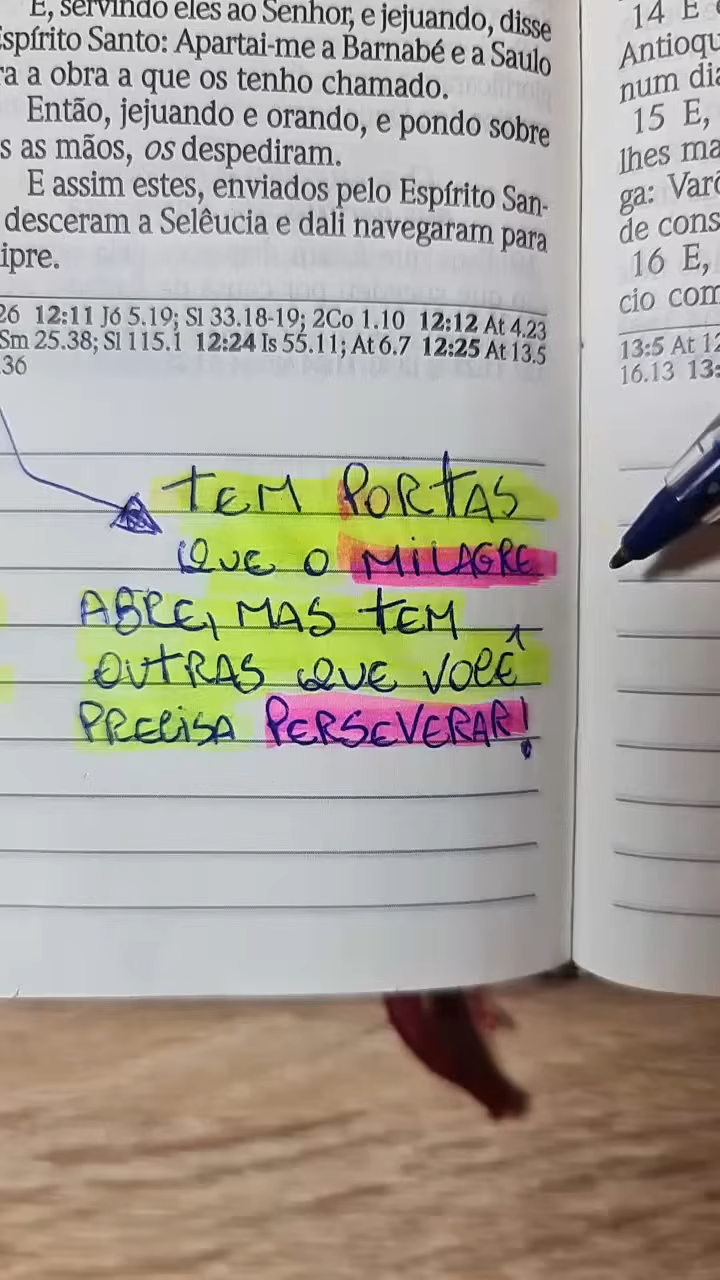 E, servindo eles ao Senhor, e jejuando, disse
Espírito Santo: Apartai-me a Barnabé e a Saulo
ra a obra a que os tenho chamado.
Então, jejuando e orando, e pondo sobre
s as mãos, os despediram.
E assim estes, enviados pelo Espírito San-
desceram a Selêucia e dali navegaram para
ipre.
26 12:11 Jó 5.19; Sl 33.18-19; 2Co 1.10 12:12 At 4.23
Sm 25.38; Sl 115.1 12:24 Is 55.11; At 6.7 12:25 At 13.5
.36
TEM PORTAS
QUE O MILAGRE
ABRE, MAS TEM
OUTRAS QUE VOCÊ
PRECISA PERSEVERAR!
14 E
Antioqu
num dia
15 E,
lhes ma
ga: Varõ
de cons
16 E,
cio com
13:5 At 12
16.13 13: